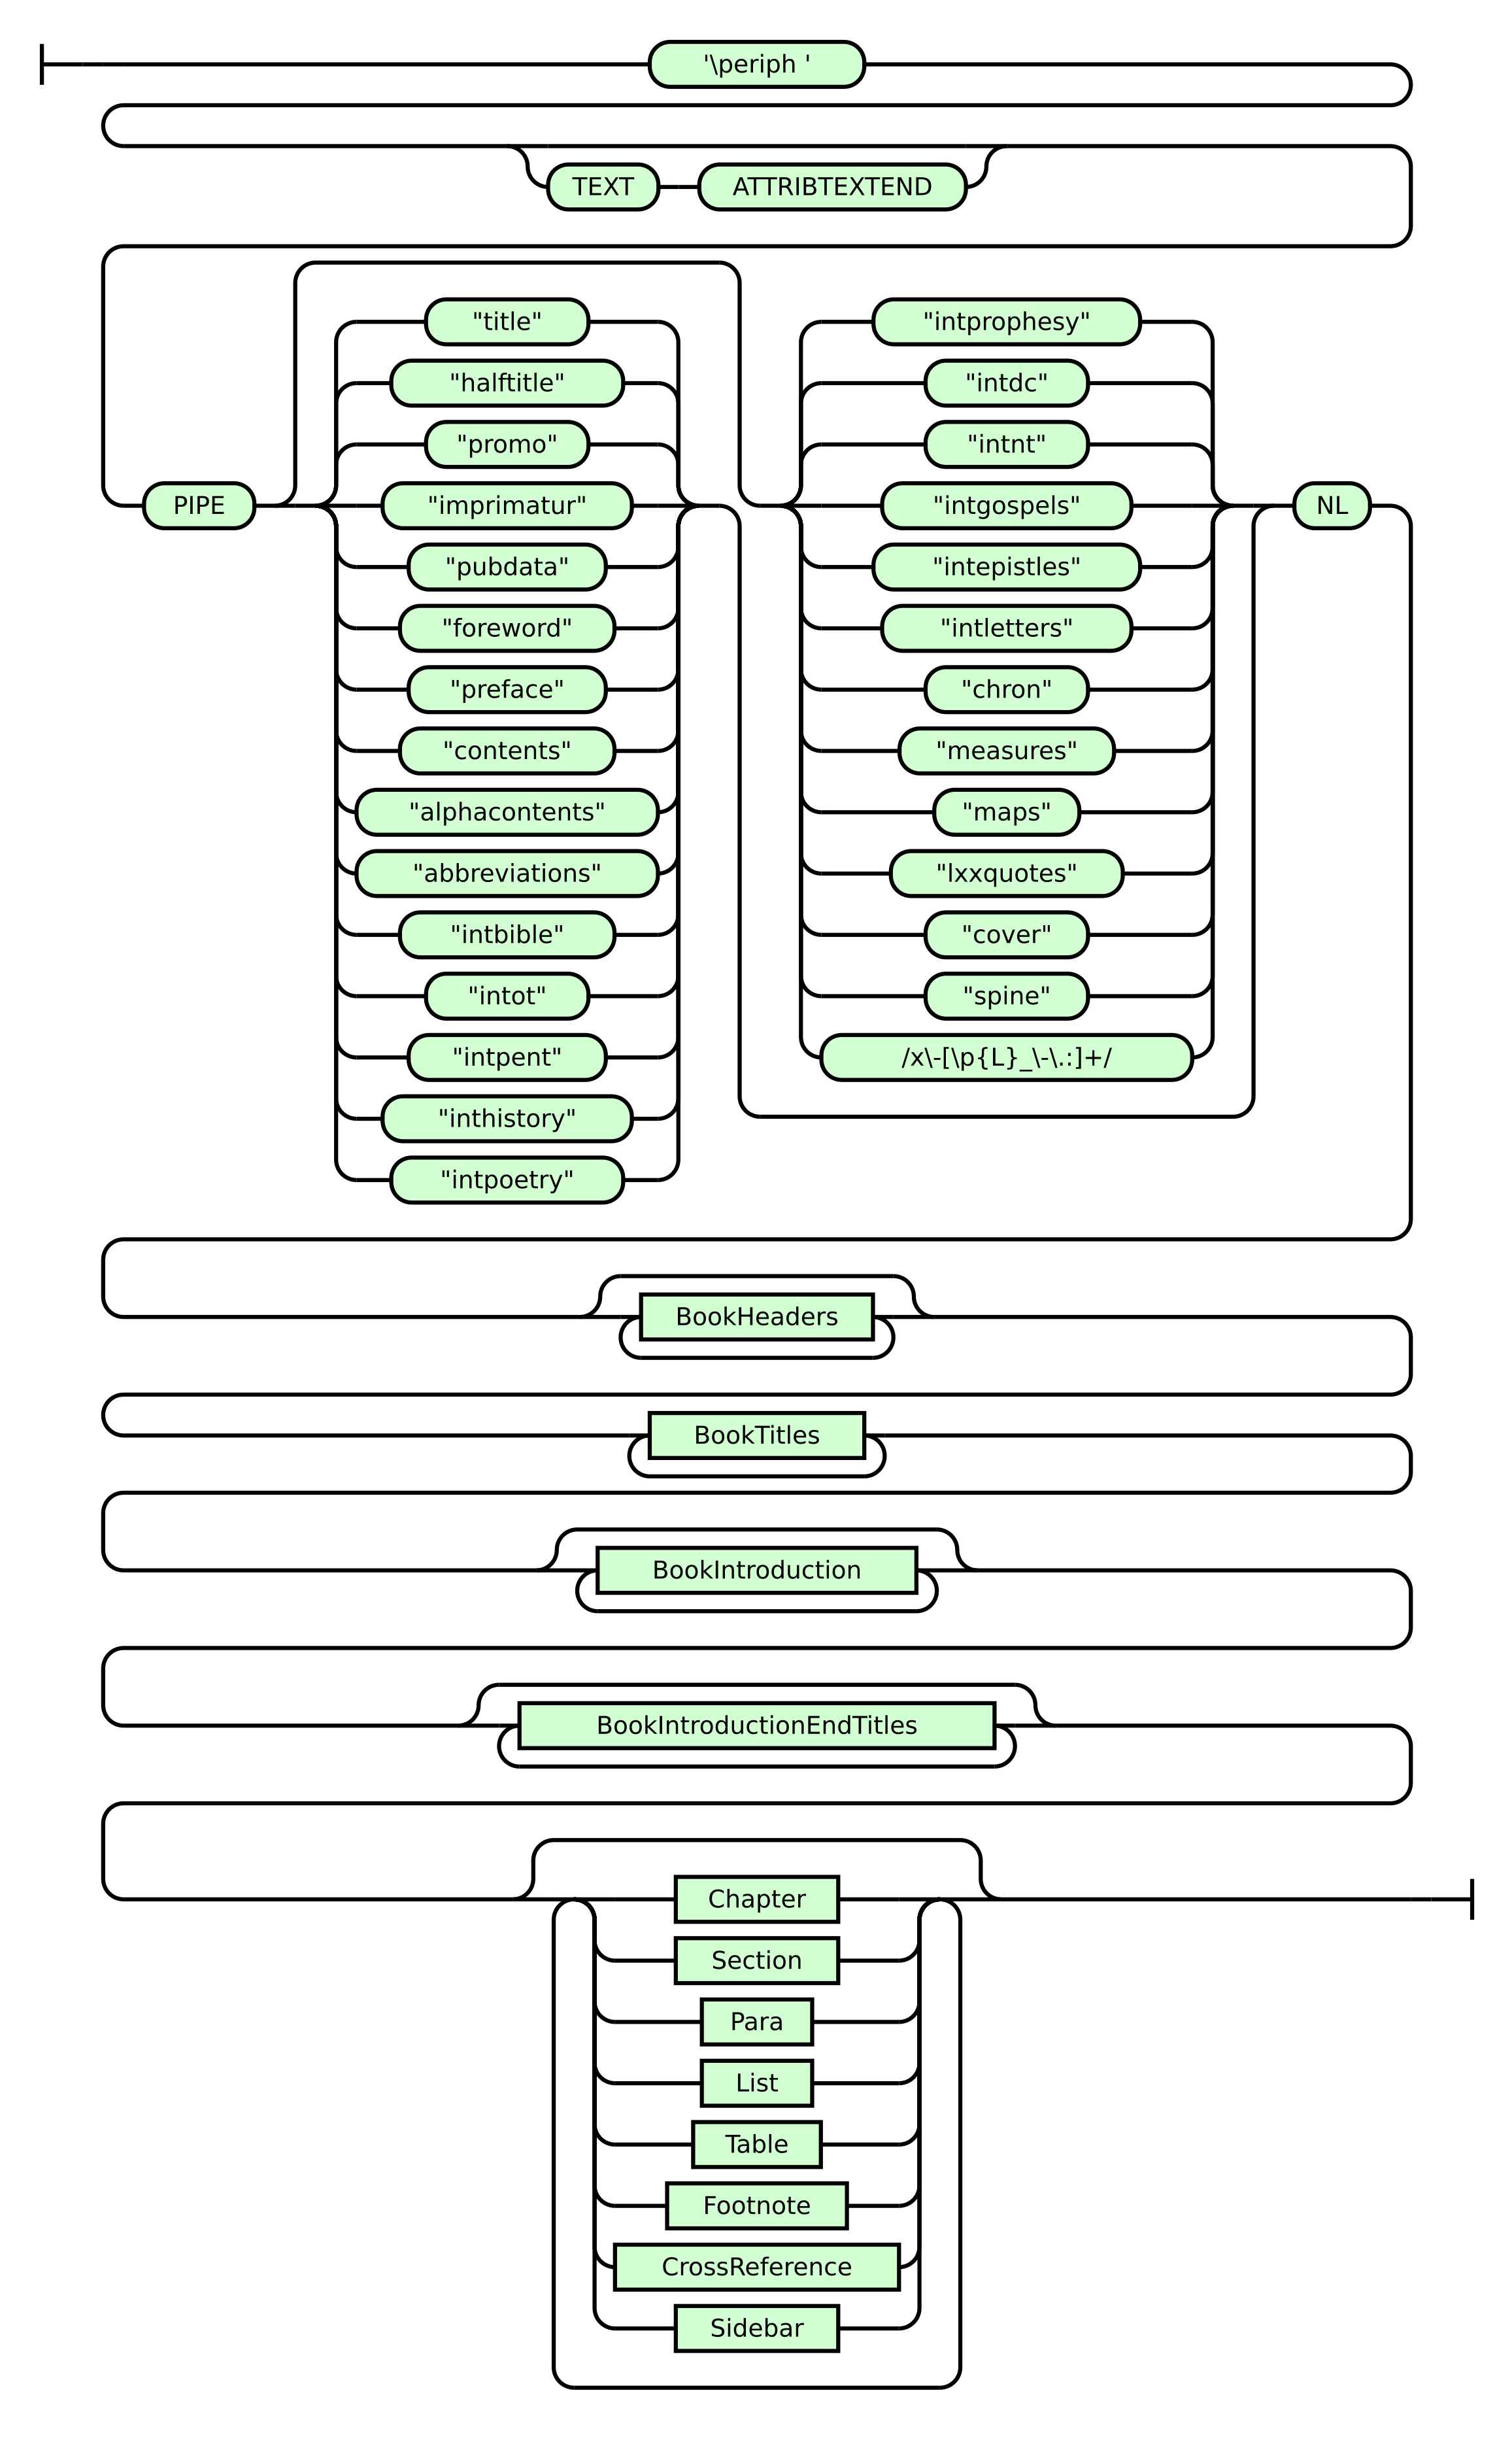 '\periph '
TEXT
ATTRIBTEXTEND
PIPE
"title"
"halftitle"
"promo"
"imprimatur"
"pubdata"
"foreword"
"preface"
"contents"
"alphacontents"
"abbreviations"
"intbible"
"intot"
"intpent"
"inthistory"
"intpoetry"
"intprophesy"
"intdc"
"intnt"
"intgospels"
"intepistles"
"intletters"
"chron"
"measures"
"maps"
"lxxquotes"
"cover"
"spine"
/x\-[\p{L}_\-\.:]+/
NL
BookHeaders
BookTitles
BookIntroduction
BookIntroductionEndTitles
Chapter
Section
Para
List
Table
Footnote
CrossReference
Sidebar